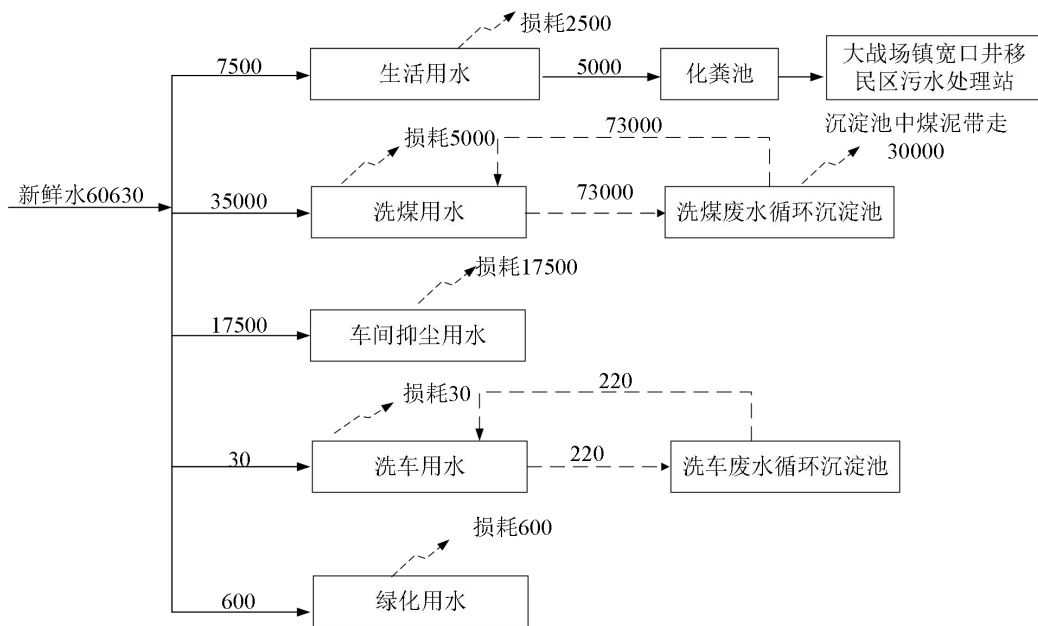 损耗2500
7500
生活用水
5000
化粪池
大战场镇宽口井移
民区污水处理站
损耗5000
73000
沉淀池中煤泥带走
30000
新鲜水60630
35000
洗煤用水
73000
洗煤废水循环沉淀池
损耗17500
17500
车间抑尘用水
损耗30
220
30
洗车用水
220
洗车废水循环沉淀池
损耗600
600
绿化用水